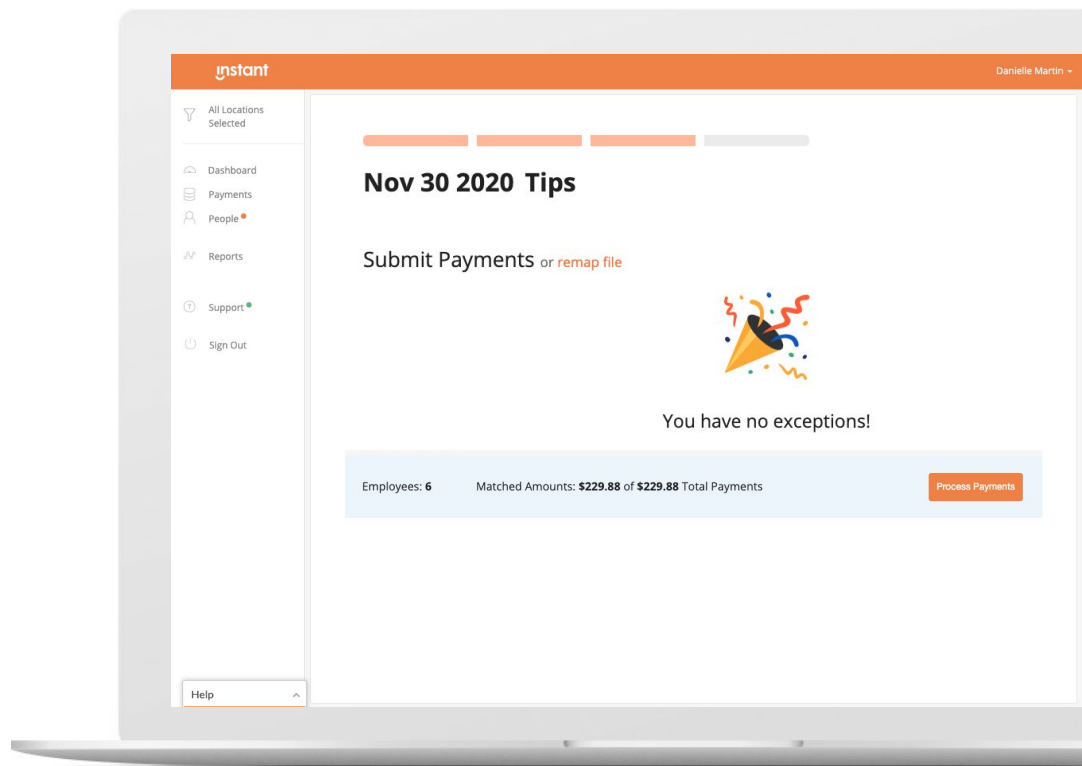 instant
Danielle Martin
All Locations
Selected
Dashboard
Payments
People
Reports
Support
Sign Out
Help
Nov 30 2020 Tips
Submit Payments or remap file
You have no exceptions!
Employees: 6 Matched Amounts: $229.88 of $229.88 Total Payments
Process Payments